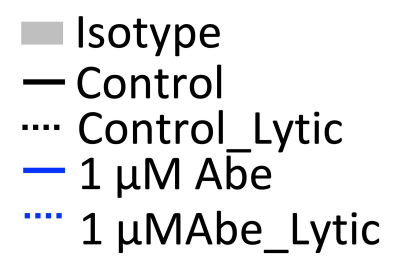 Isotype
Control
Control_Lytic
1 µM Abe
1 µMAbe_Lytic